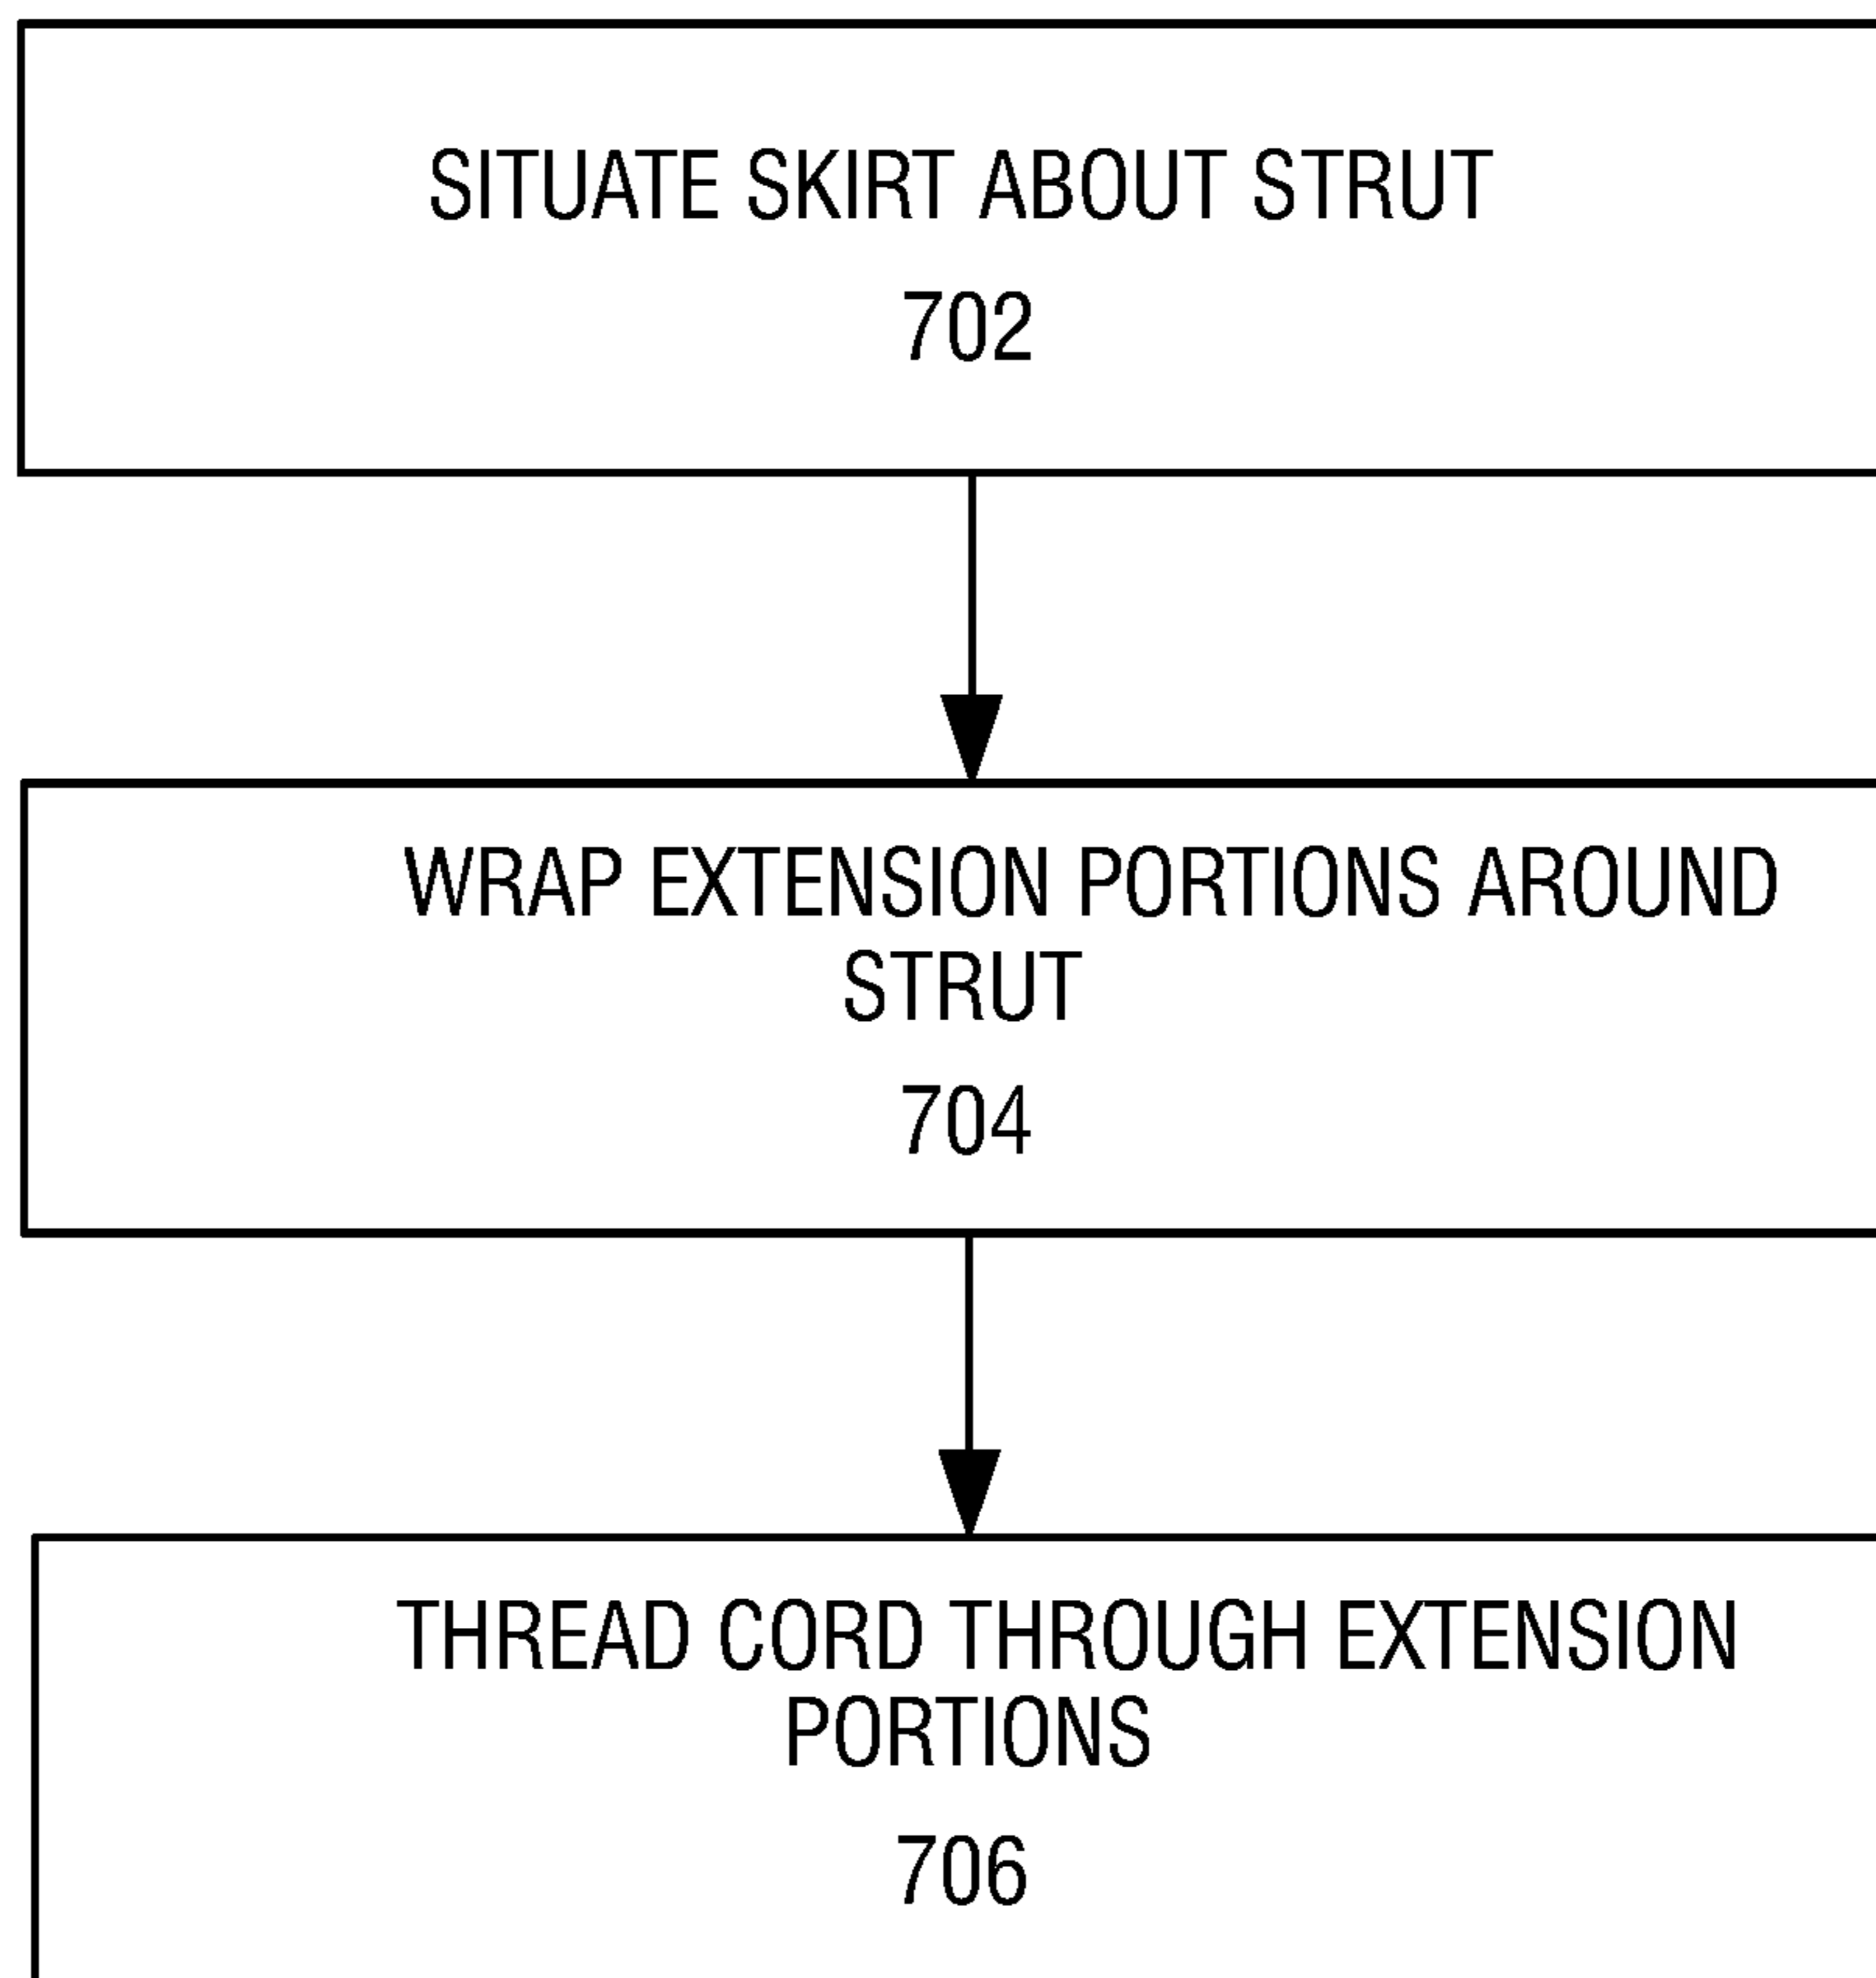 SITUATE SKIRT ABOUT STRUT
702
WRAP EXTENSION PORTIONS AROUND
STRUT
704
THREAD CORD THROUGH EXTENSION
PORTIONS
706